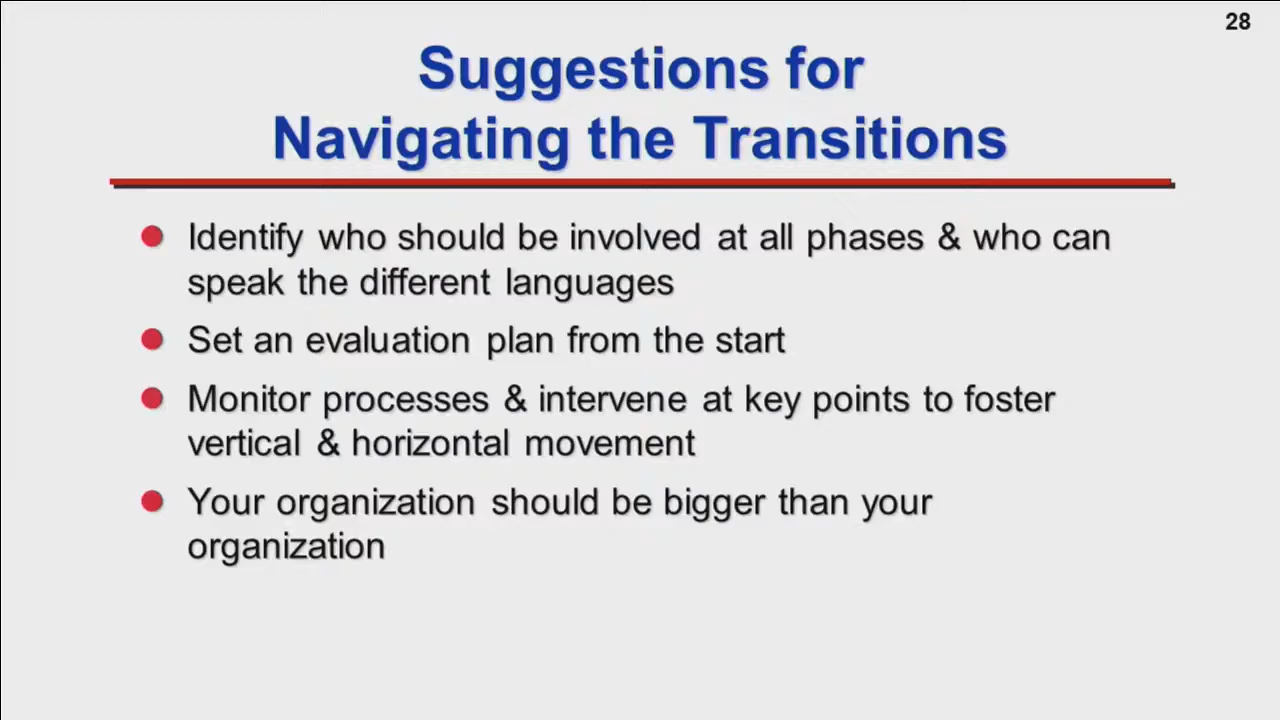 28
Suggestions for
Navigating the Transitions
Identify who should be involved at all phases & who can
speak the different languages
Set an evaluation plan from the start
Monitor processes & intervene at key points to foster
vertical & horizontal movement
Your organization should be bigger than your
organization